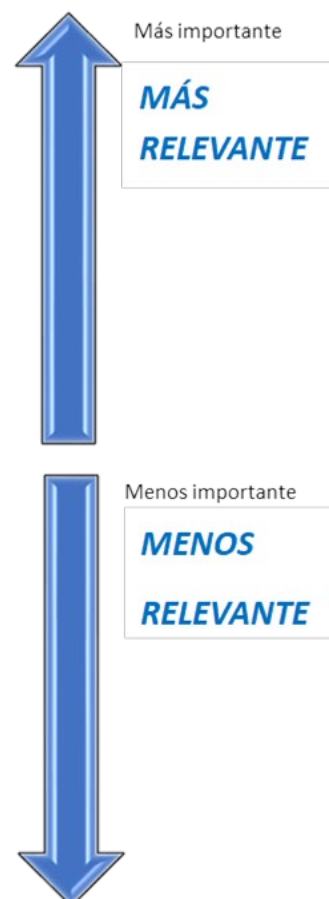 Más importante
MÁS
RELEVANTE
Menos importante
MENOS
RELEVANTE